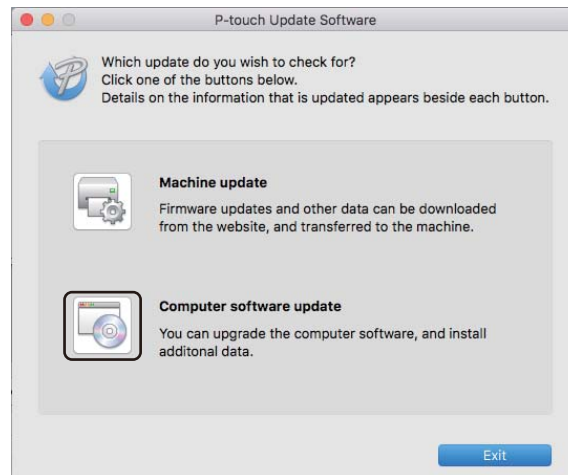 P-touch Update Software
Which update do you wish to check for?
Click one of the buttons below.
Details on the information that is updated appears beside each button.
Machine update
Firmware updates and other data can be downloaded
from the website, and transferred to the machine.
Computer software update
You can upgrade the computer software, and install
additonal data.
Exit